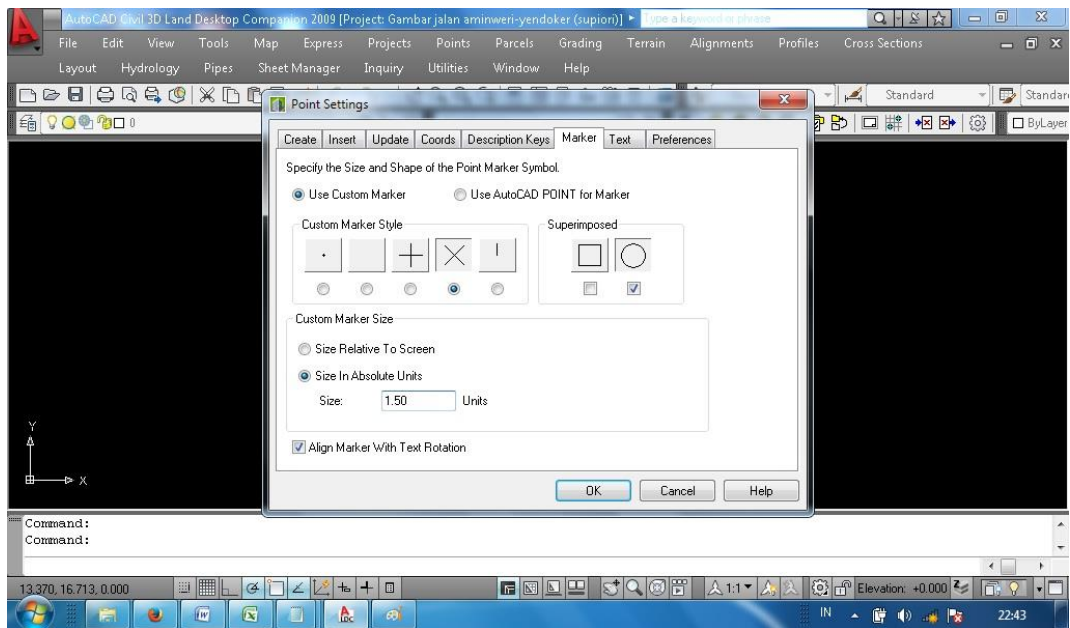 AutoCAD Civil 3D Land Desktop Companion 2009 [Project: Gambar jalan aminweri-yendoker (supiori)] Type a keyword or phrase
File Edit View Tools Map Express Projects Points Parcels Grading Terrain Alignments Profiles Cross Sections
Layout Hydrology Pipes Sheet Manager Inquiry Utilities Window Help
Standard Standar
0 ByLayer
Point Settings
Create Insert Update Coords Description Keys Marker Text Preferences
Specify the Size and Shape of the Point Marker Symbol.
Use Custom Marker Use AutoCAD POINT for Marker
Custom Marker Style Superimposed
Custom Marker Size
Size Relative To Screen
Size In Absolute Units
Size: 1.50 Units
Align Marker With Text Rotation
OK Cancel Help
Y
X
Command:
Command:
13.370, 16.713, 0.000 1:1 Elevation: +0.000
IN 22:43